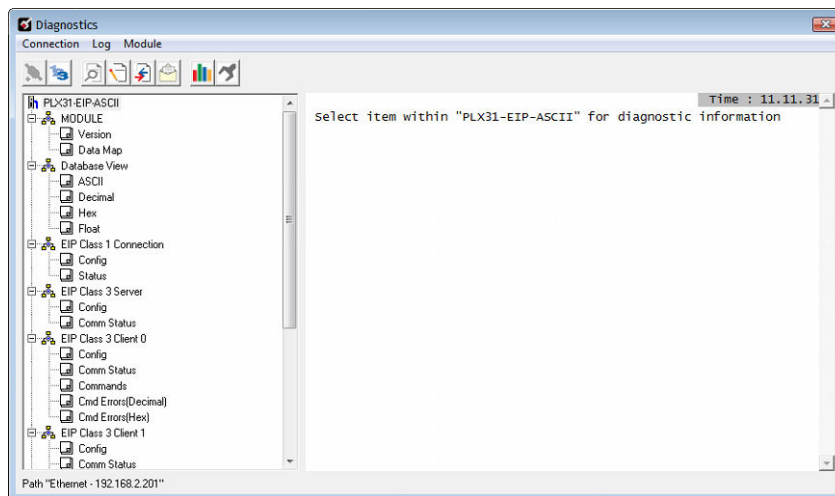 Diagnostics
Connection Log Module
PLX31-EIP-ASCII
MODULE
Version
Data Map
Database View
ASCII
Decimal
Hex
Float
EIP Class 1 Connection
Config
Status
EIP Class 3 Server
Config
Comm Status
EIP Class 3 Client 0
Config
Comm Status
Commands
Cmd Errors(Decimal)
Cmd Errors(Hex)
EIP Class 3 Client 1
Config
Comm Status
Time : 11.11.31
Select item within "PLX31-EIP-ASCII" for diagnostic information
Path "Ethernet - 192.168.2.201"